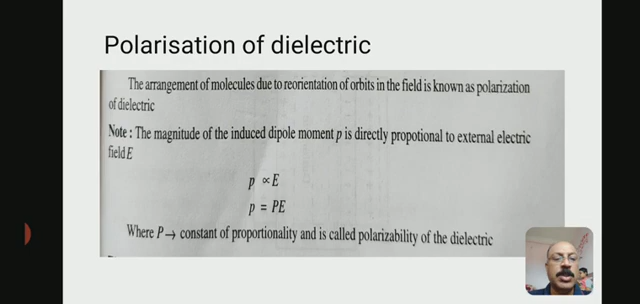 Polarisation of dielectric
The arrangement of molecules due to reorientation of orbits in the field is known as polarization
of dielectric
Note : The magnitude of the induced dipole moment p is directly propotional to external electric
field E
p ∝ E
p = PE
Where P → constant of proportionality and is called polarizability of the dielectric